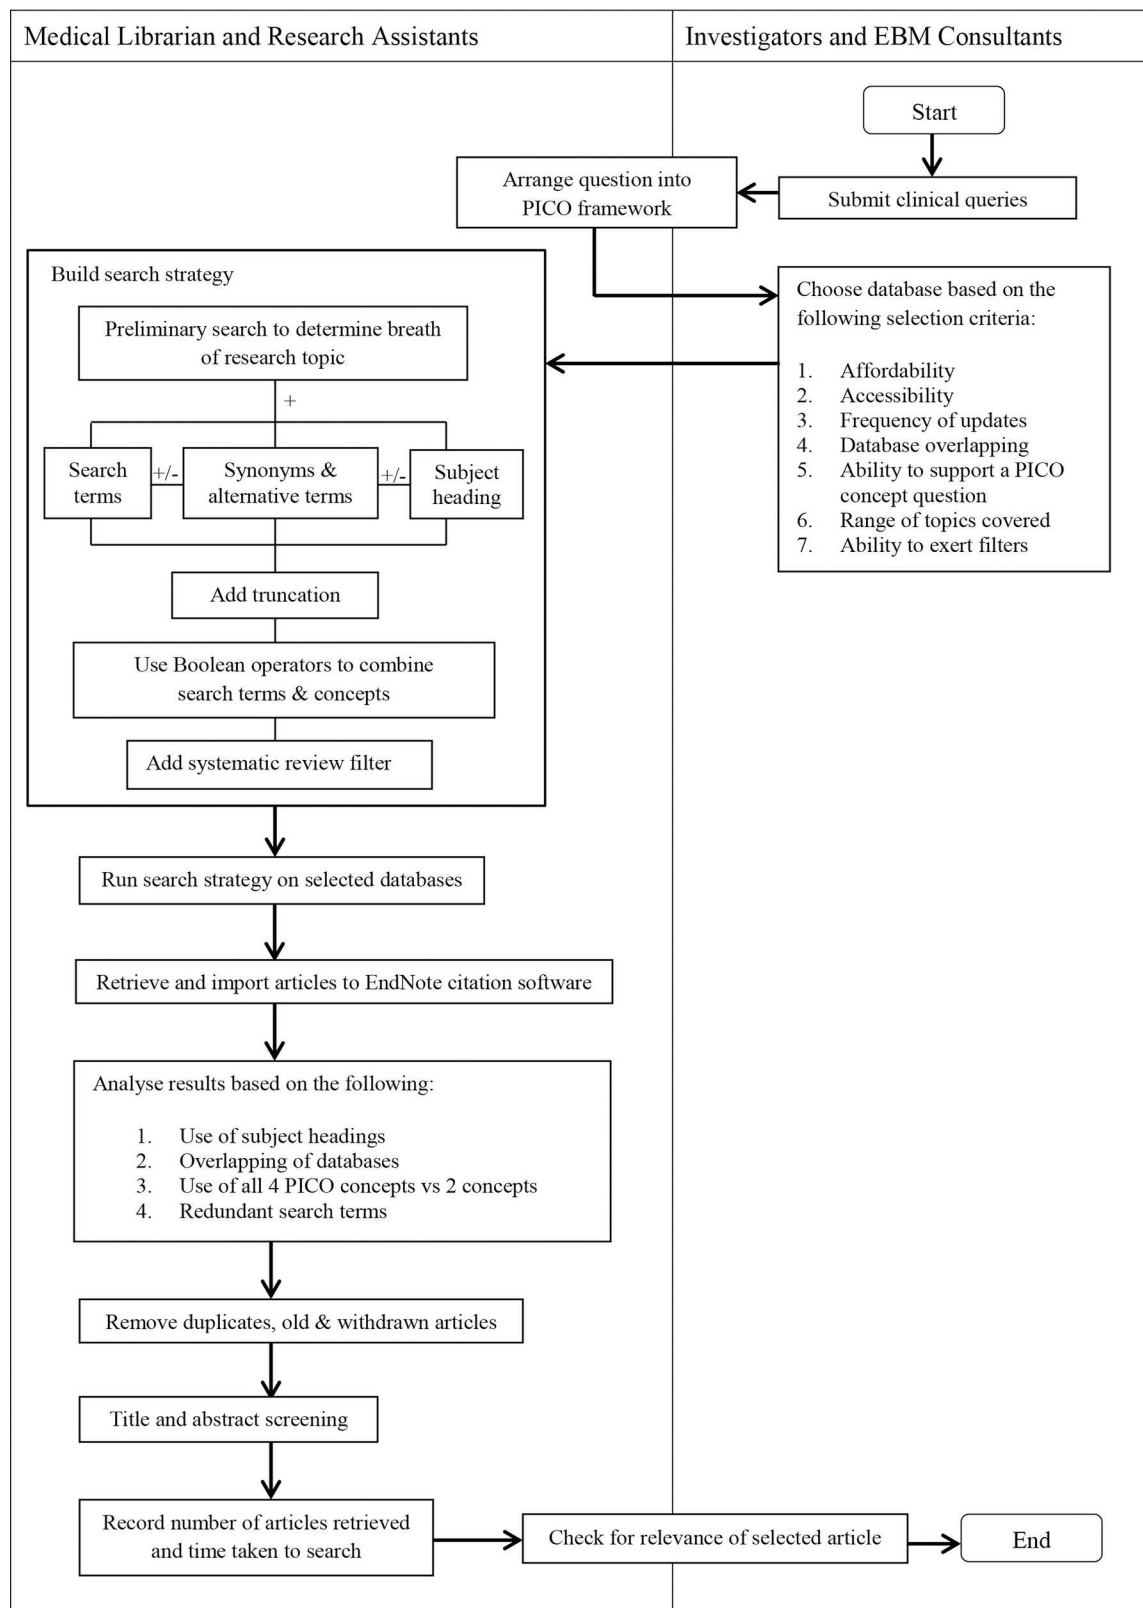 Medical Librarian and Research Assistants
Investigators and EBM Consultants
Start
Submit clinical queries
Arrange question into
PICO framework
Choose database based on the
following selection criteria:
1. Affordability
2. Accessibility
3. Frequency of updates
4. Database overlapping
5. Ability to support a PICO
concept question
6. Range of topics covered
7. Ability to exert filters
Build search strategy
Preliminary search to determine breath
of research topic
+
Search
terms
+/-
Synonyms &
alternative terms
+/-
Subject
heading
Add truncation
Use Boolean operators to combine
search terms & concepts
Add systematic review filter
Run search strategy on selected databases
Retrieve and import articles to EndNote citation software
Analyse results based on the following:
1. Use of subject headings
2. Overlapping of databases
3. Use of all 4 PICO concepts vs 2 concepts
4. Redundant search terms
Remove duplicates, old & withdrawn articles
Title and abstract screening
Record number of articles retrieved
and time taken to search
Check for relevance of selected article
End